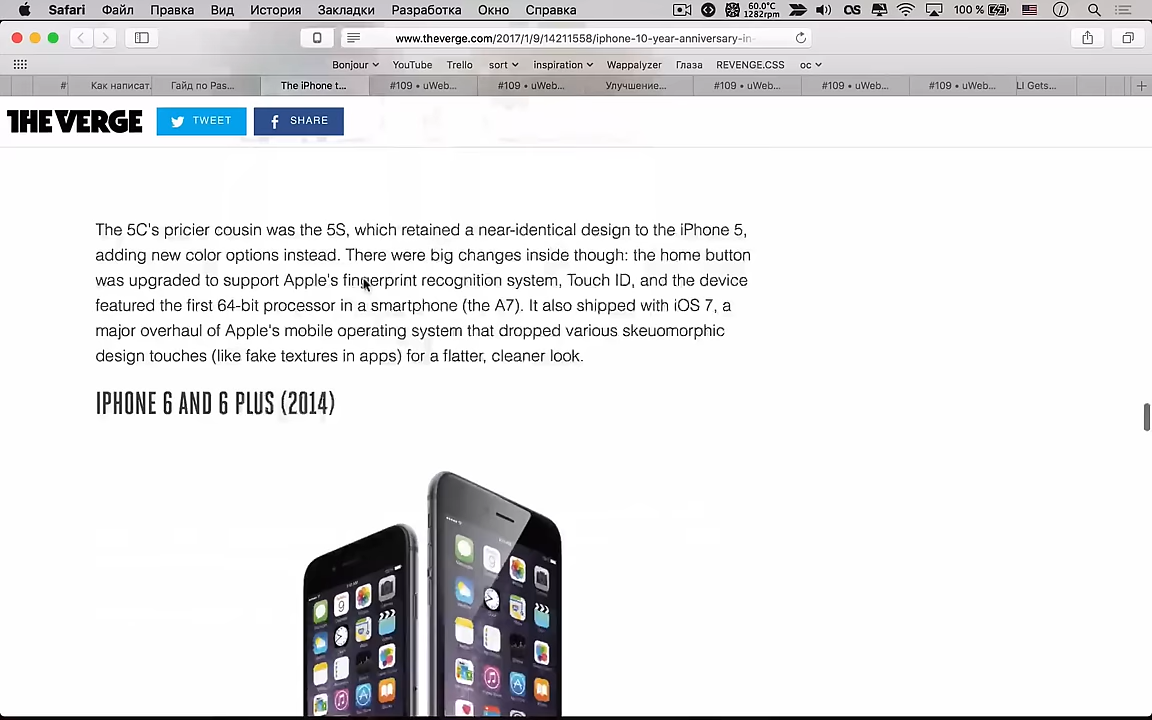 Safari Файл Правка Вид История Закладки Разработка Окно Справка 60.0°C 1282rpm 100 %
www.theverge.com/2017/1/9/14211558/iphone-10-year-anniversary-in-
Bonjour YouTube Trello sort inspiration Wappalyzer Глаза REVENGE.CSS ос
# Как написат. Гайд по Pas... The iPhone t... #109 • uWeb... #109 • uWeb... Улучшение... #109 • uWeb... #109 • uWeb... #109 • uWeb... LI Gets...
THE VERGE TWEET SHARE
The 5C's pricier cousin was the 5S, which retained a near-identical design to the iPhone 5,
adding new color options instead. There were big changes inside though: the home button
was upgraded to support Apple's fingerprint recognition system, Touch ID, and the device
featured the first 64-bit processor in a smartphone (the A7). It also shipped with iOS 7, a
major overhaul of Apple's mobile operating system that dropped various skeuomorphic
design touches (like fake textures in apps) for a flatter, cleaner look.
IPHONE 6 AND 6 PLUS (2014)